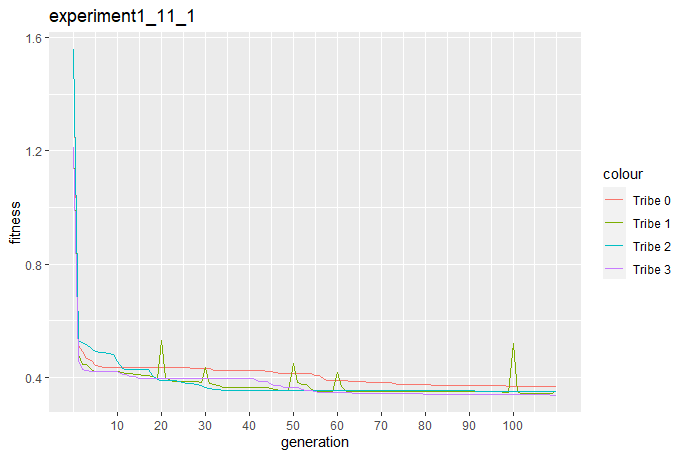 experiment1_11_1
1.6
1.2
0.8
0.4
fitness
10 20 30 40 50 60 70 80 90 100
generation
colour
Tribe 0
Tribe 1
Tribe 2
Tribe 3